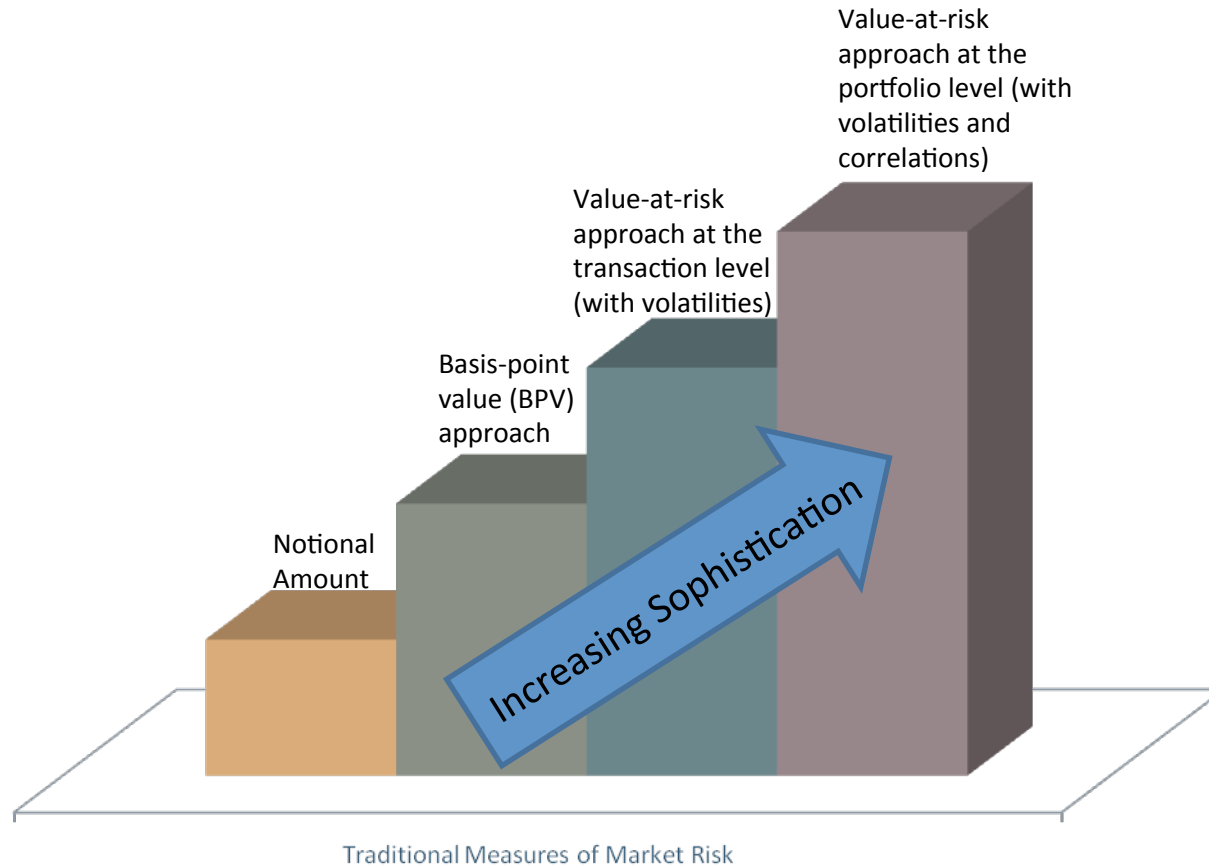 Value-at-risk
approach at the
portfolio level (with
volatilities and
correlations)
Value-at-risk
approach at the
transaction level
(with volatilities)
Basis-point
value (BPV)
approach
Notional
Amount
Increasing Sophistication
Traditional Measures of Market Risk